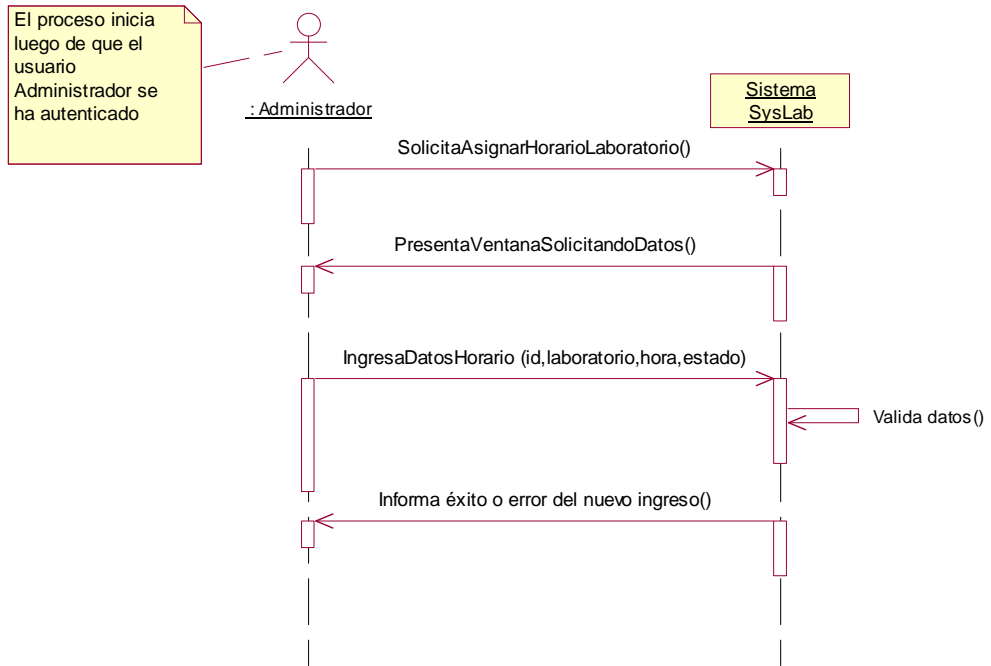 El proceso inicia
luego de que el
usuario
Administrador se
ha autenticado
: Administrador
Sistema
SysLab
SolicitaAsignarHorarioLaboratorio()
PresentaVentanaSolicitandoDatos()
IngresaDatosHorario (id,laboratorio,hora,estado)
Valida datos()
Informa éxito o error del nuevo ingreso()